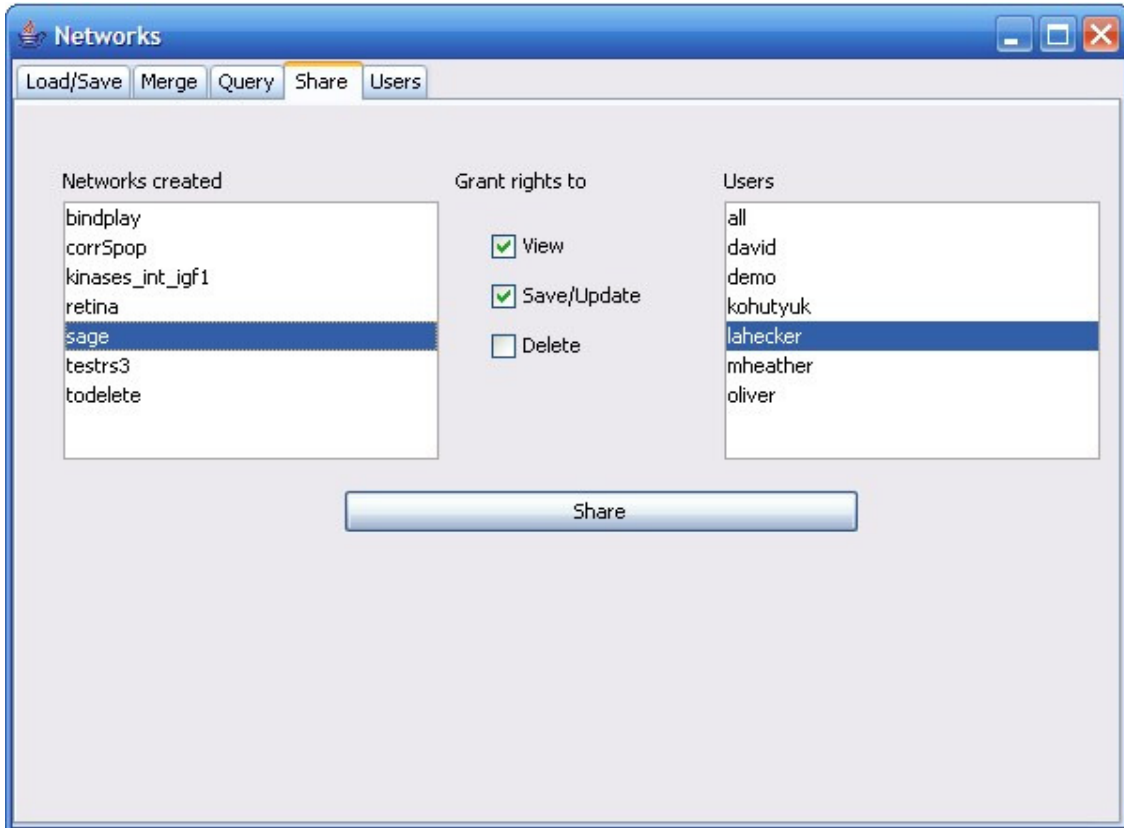 Networks
Load/Save Merge Query Share Users
Networks created
bindplay
corrSpop
kinases_int_igf1
retina
sage
testrs3
todelete
Grant rights to
View
Save/Update
Delete
Users
all
david
demo
kohutyuk
lahecker
mheather
oliver
Share